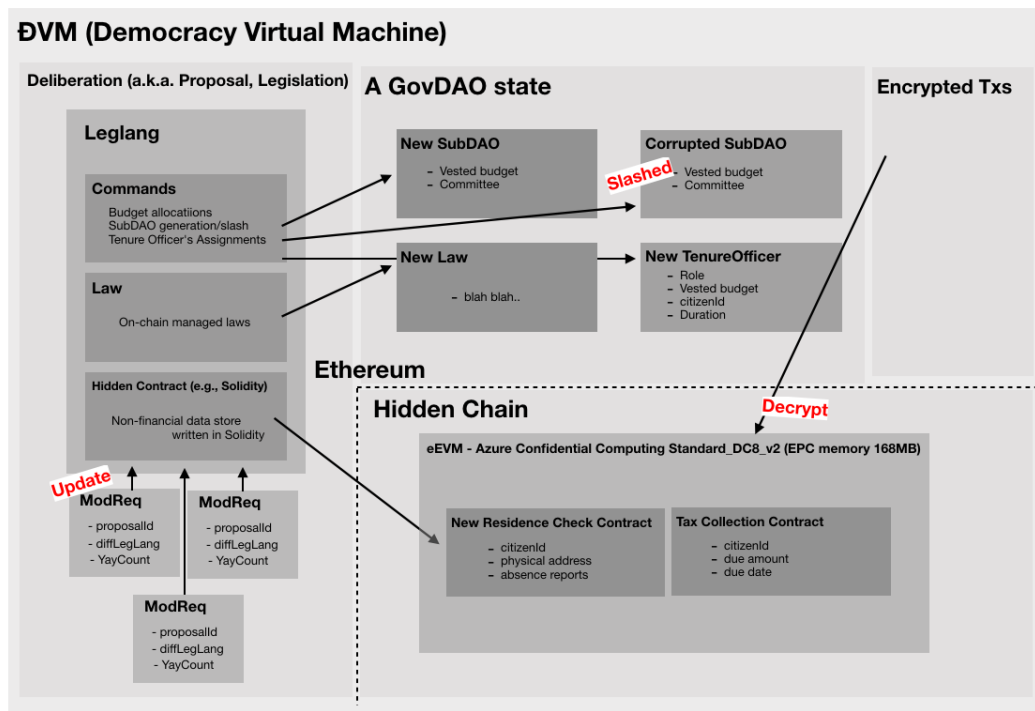 ĐVM (Democracy Virtual Machine)
Deliberation (a.k.a. Proposal, Legislation)
Leglang
Commands
Budget allocatiions
SubDAO generation/slash
Tenure Officer's Assignments
Law
On-chain managed laws
Hidden Contract (e.g., Solidity)
Non-financial data store
written in Solidity
Update
ModReq
- proposalId
- diffLegLang
- YayCount
ModReq
- proposalId
- diffLegLang
- YayCount
ModReq
- proposalId
- diffLegLang
- YayCount
A GovDAO state
New SubDAO
- Vested budget
- Committee
Slashed
Corrupted SubDAO
- Vested budget
- Committee
New Law
- blah blah..
New TenureOfficer
- Role
- Vested budget
- citizenId
- Duration
Encrypted Txs
Ethereum
Hidden Chain
Decrypt
eEVM - Azure Confidential Computing Standard_DC8_v2 (EPC memory 168MB)
New Residence Check Contract
- citizenId
- physical address
- absence reports
Tax Collection Contract
- citizenId
- due amount
- due date